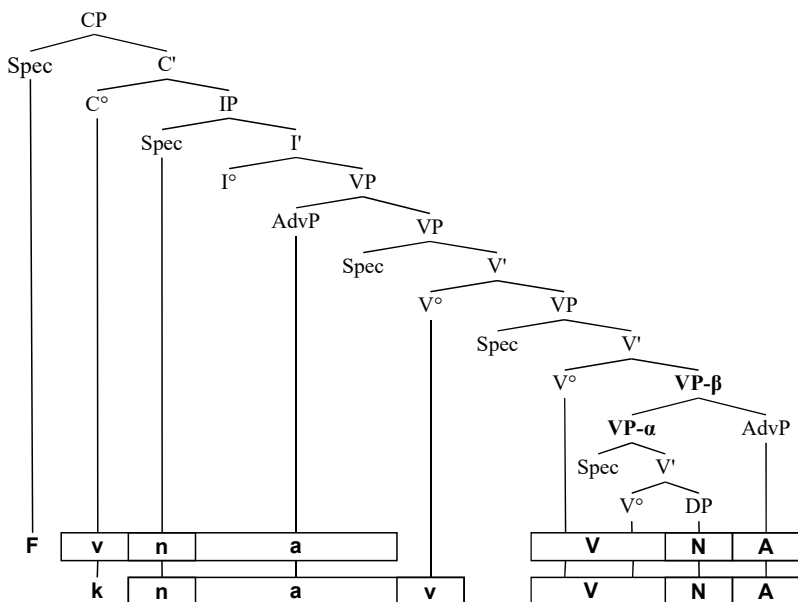 CP
Spec C'
C° IP
Spec I'
I° VP
AdvP VP
Spec V'
V° VP
Spec V'
V° VP-β
VP-α AdvP
Spec V'
V° DP
F v n a V N A
k n a v V N A